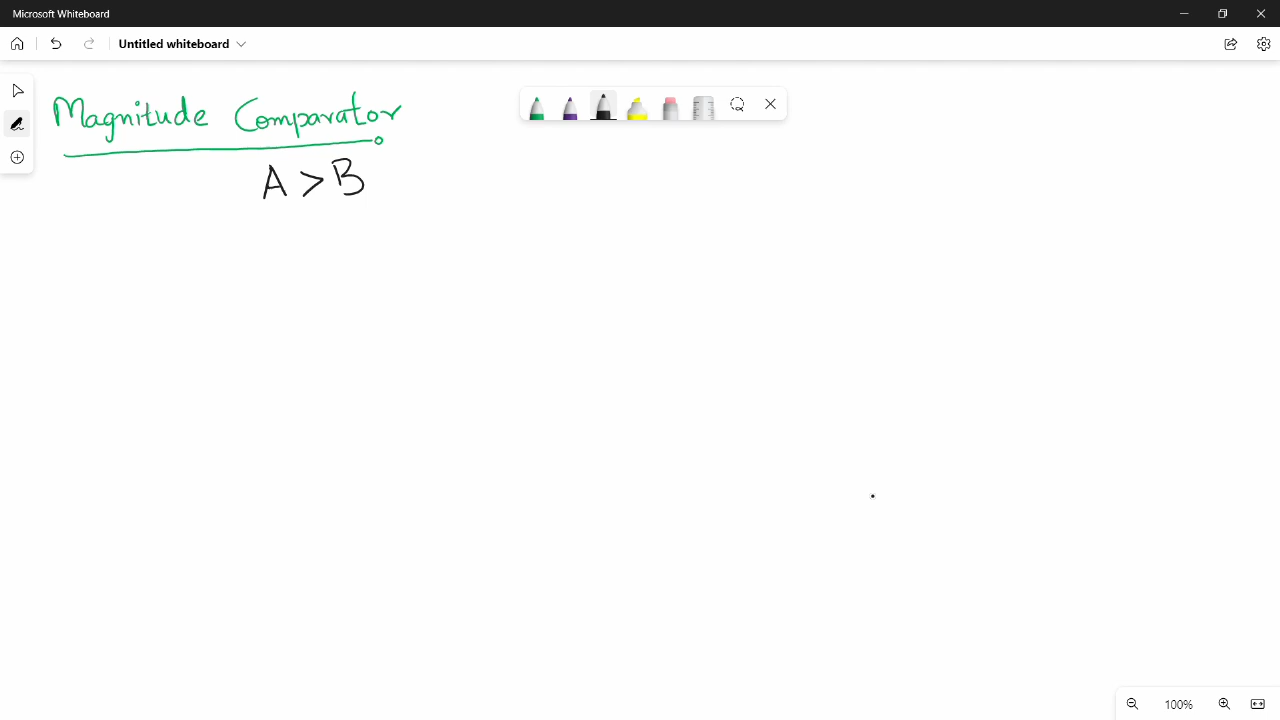 Microsoft Whiteboard
Untitled whiteboard
Magnitude Comparator
A > B
100%